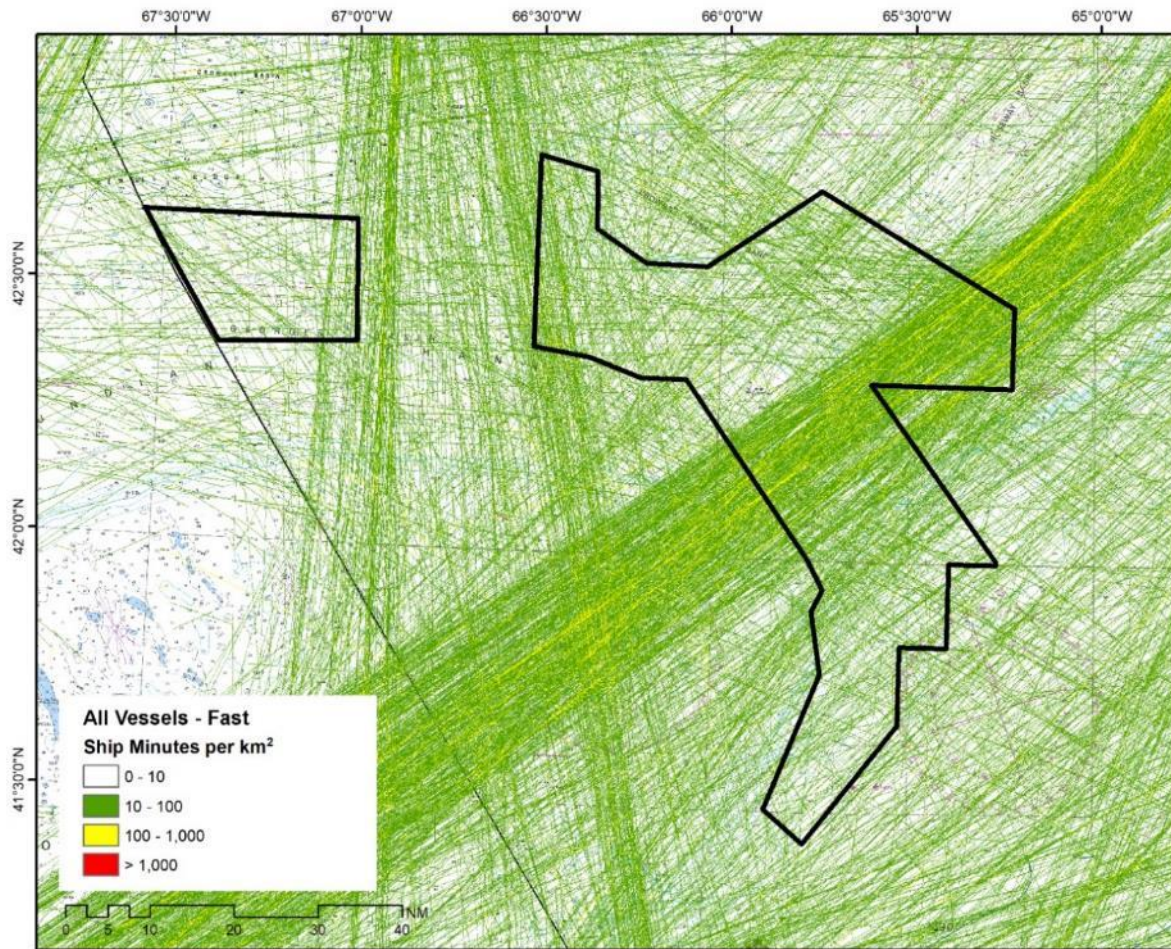 67°30'0"W 67°0'0"W 66°30'0"W 66°0'0"W 65°30'0"W 65°0'0"W
42°30'0"N
42°0'0"N
41°30'0"N
All Vessels - Fast
Ship Minutes per km²
0 - 10
10 - 100
100 - 1,000
> 1,000
NM
0 5 10 20 30 40